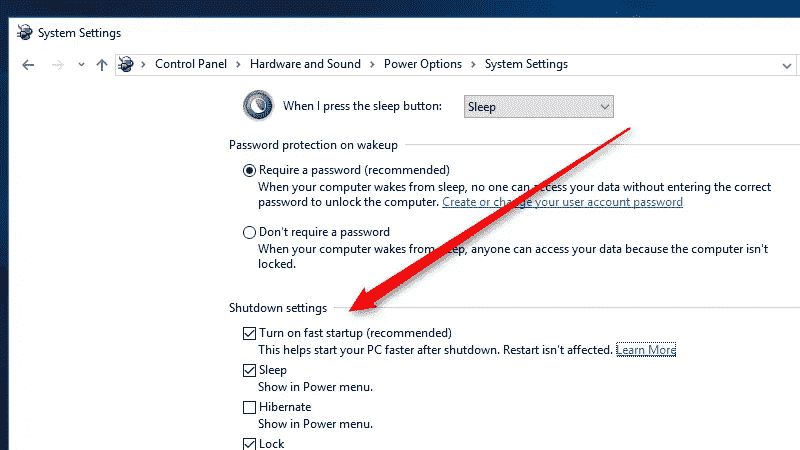 System Settings
Control Panel > Hardware and Sound > Power Options > System Settings
When I press the sleep button: Sleep
Password protection on wakeup
Require a password (recommended)
When your computer wakes from sleep, no one can access your data without entering the correct
password to unlock the computer. Create or change your user account password
Don't require a password
When your computer wakes from sleep, anyone can access your data because the computer isn't
locked.
Shutdown settings
Turn on fast startup (recommended)
This helps start your PC faster after shutdown. Restart isn't affected. Learn More
Sleep
Show in Power menu.
Hibernate
Show in Power menu.
Lock